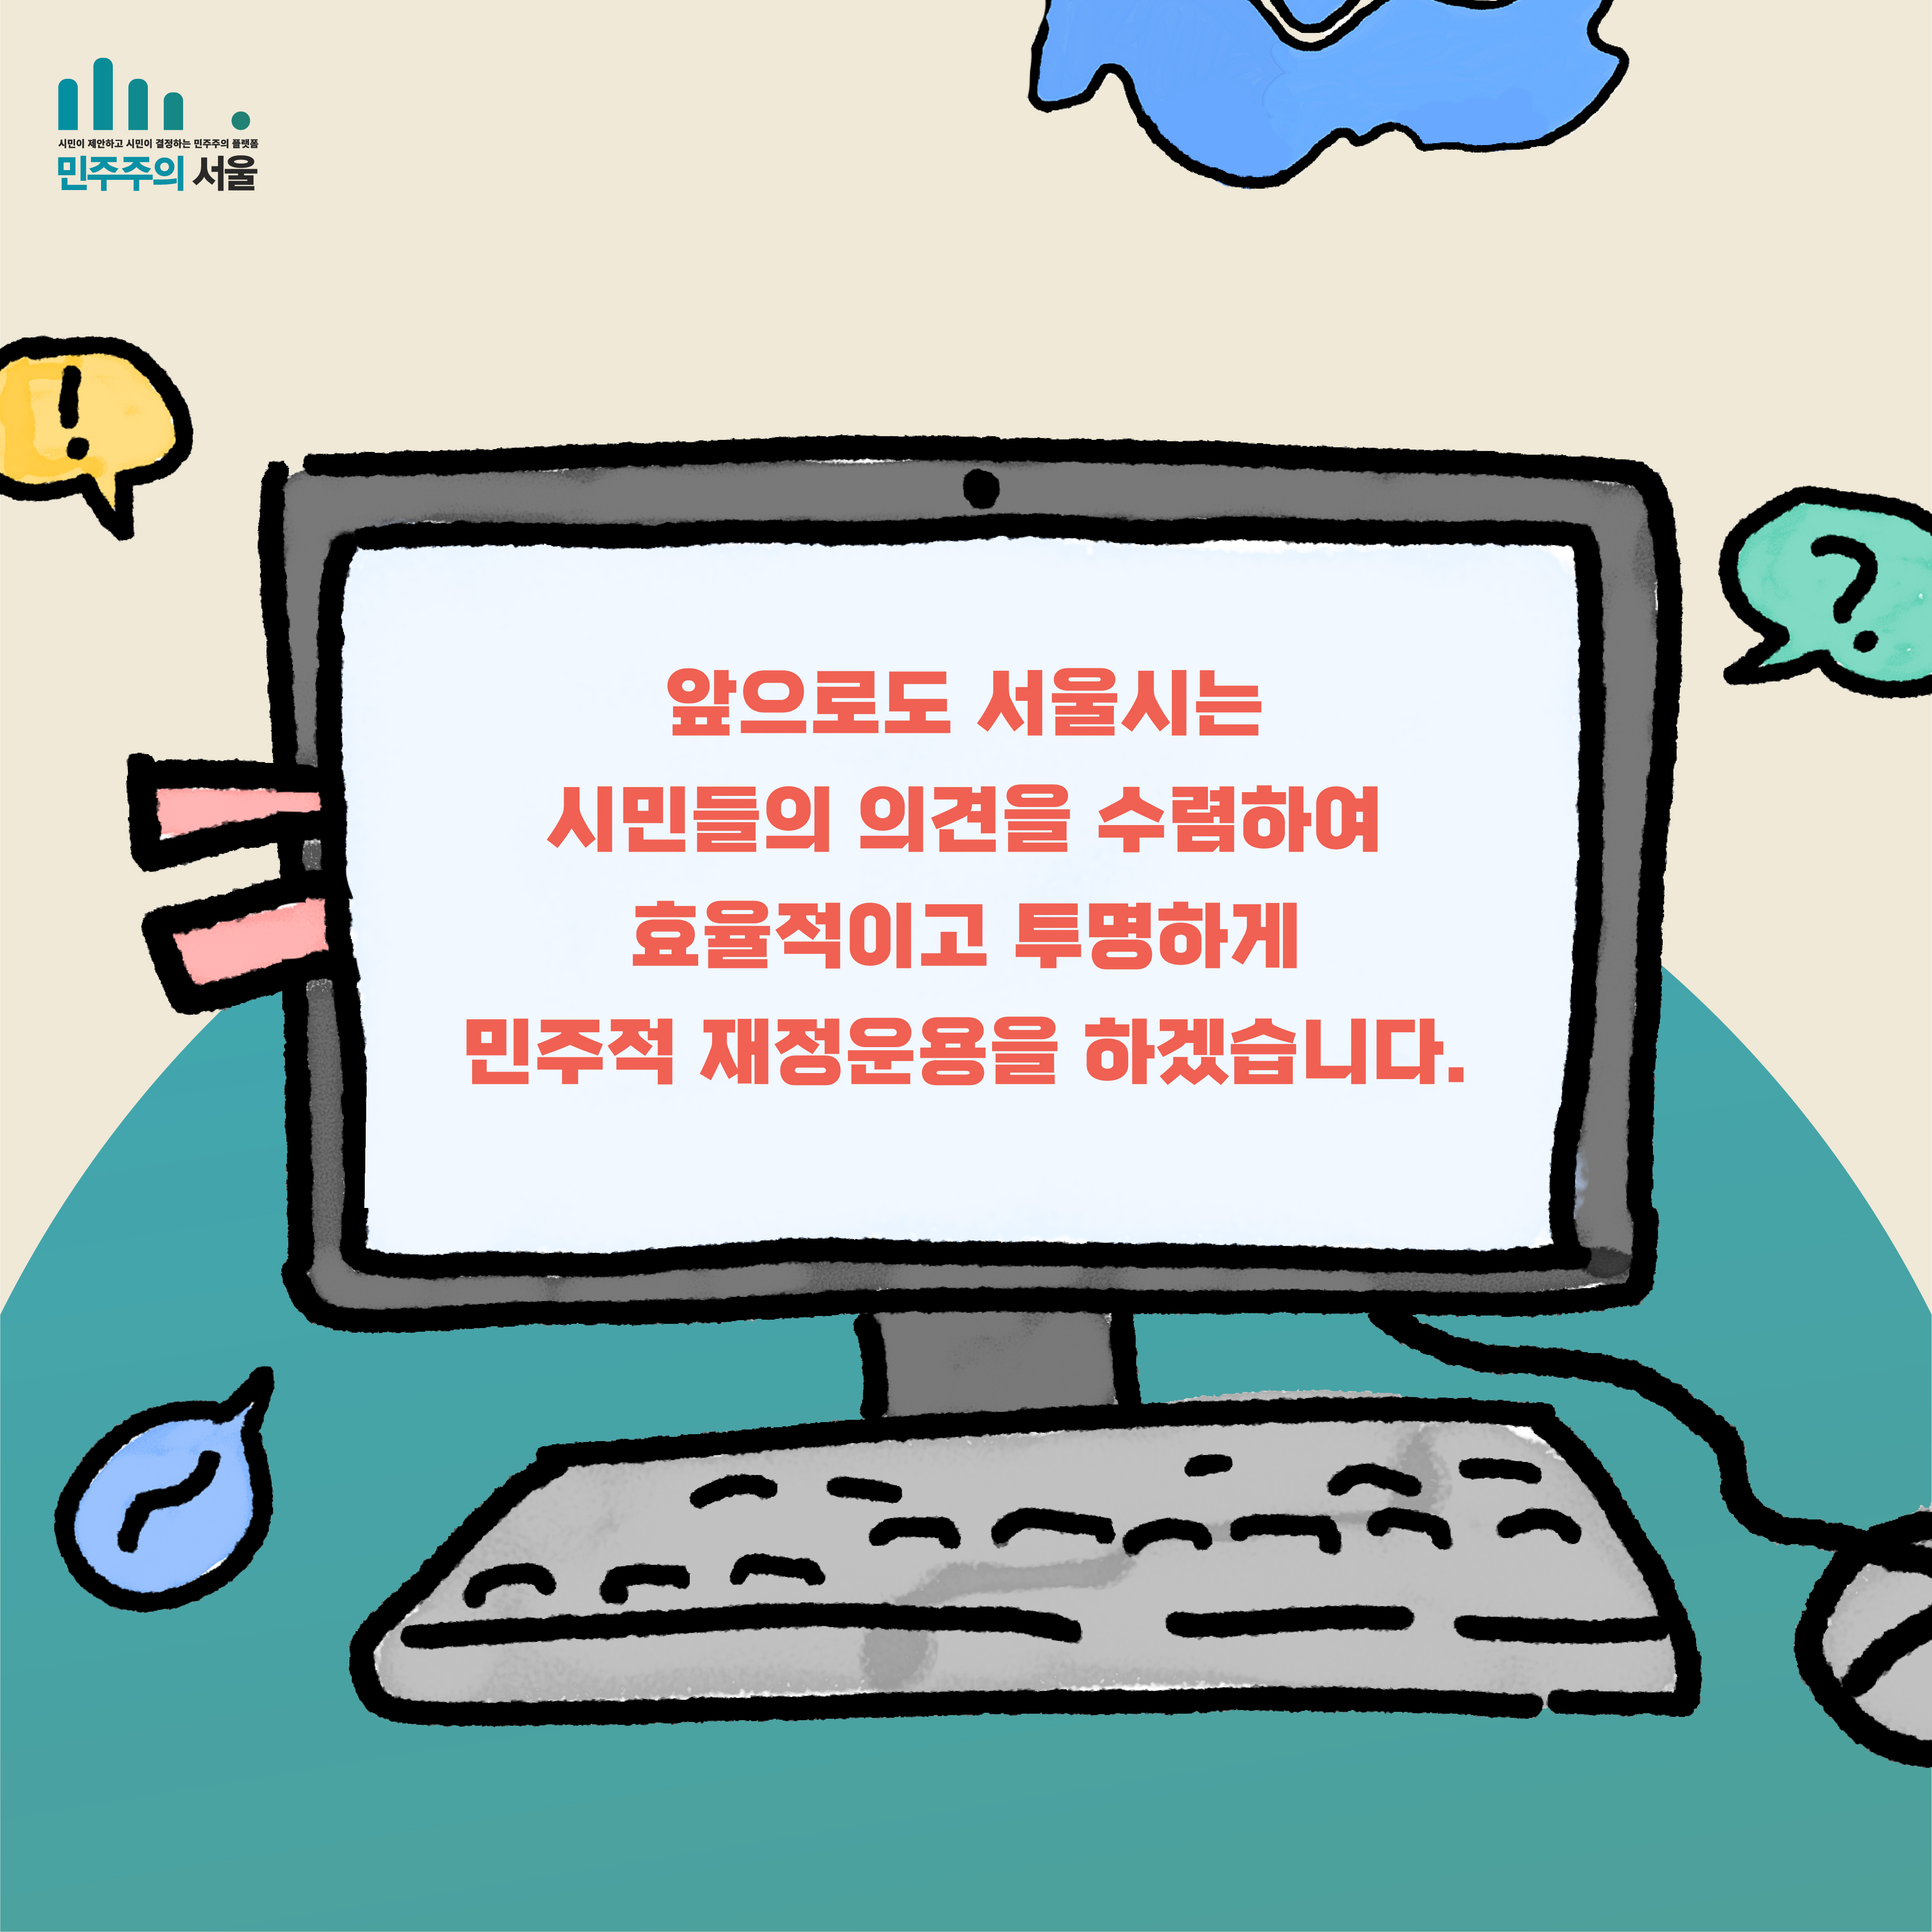 시민이 제안하고 시민이 결정하는 민주주의 플랫폼
민주주의 서울
!
?
앞으로도 서울시는
시민들의 의견을 수렴하여
효율적이고 투명하게
민주적 재정운용을 하겠습니다.